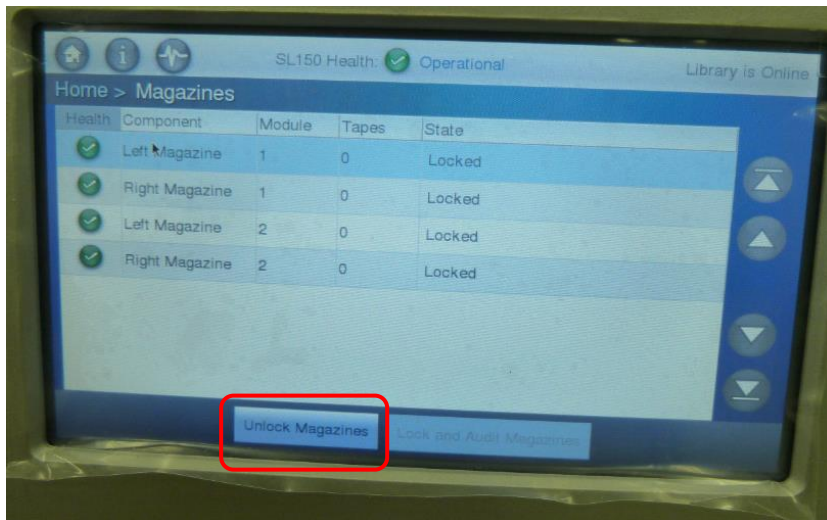 SL150 Health: Operational Library is Online
Home > Magazines
Health Component Module Tapes State
Left Magazine 1 0 Locked
Right Magazine 1 0 Locked
Left Magazine 2 0 Locked
Right Magazine 2 0 Locked
Unlock Magazines Lock and Audit Magazines